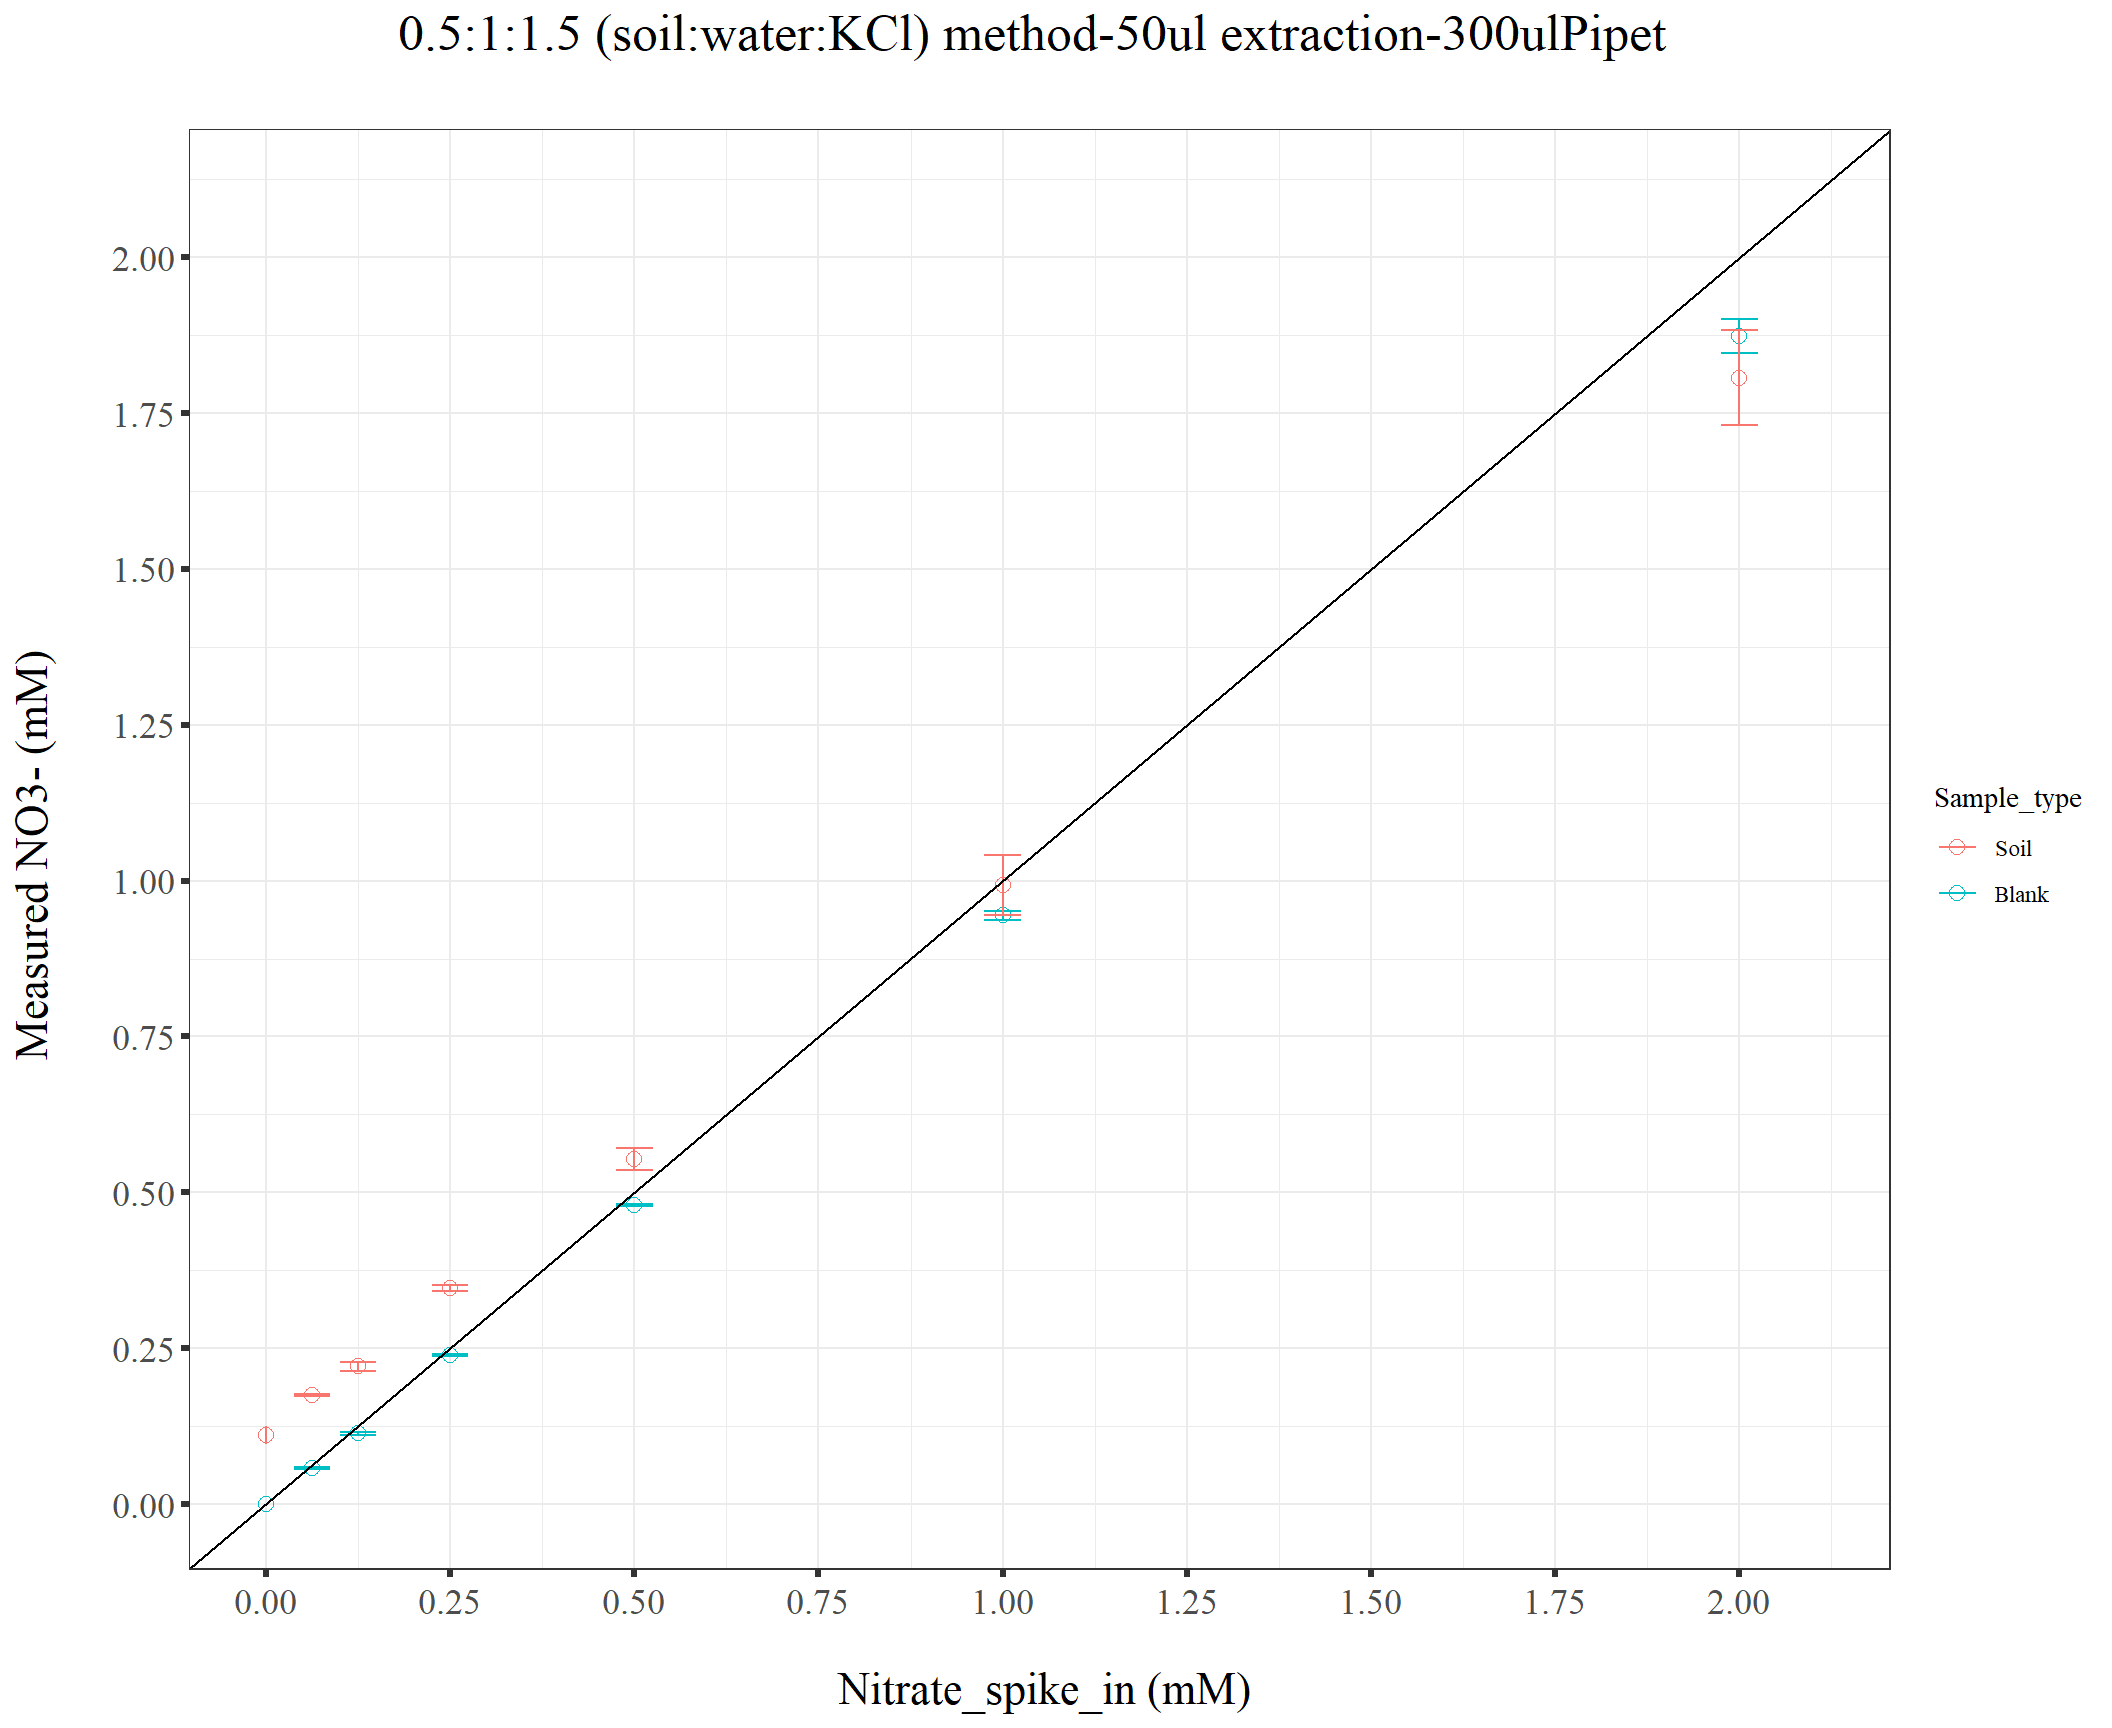 0.5:1:1.5 (soil:water:KCl) method-50ul extraction-300ulPipet
Measured NO3- (mM)
2.00
1.75
1.50
1.25
1.00
0.75
0.50
0.25
0.00
0.00 0.25 0.50 0.75 1.00 1.25 1.50 1.75 2.00
Nitrate_spike_in (mM)
Sample_type
Soil
Blank